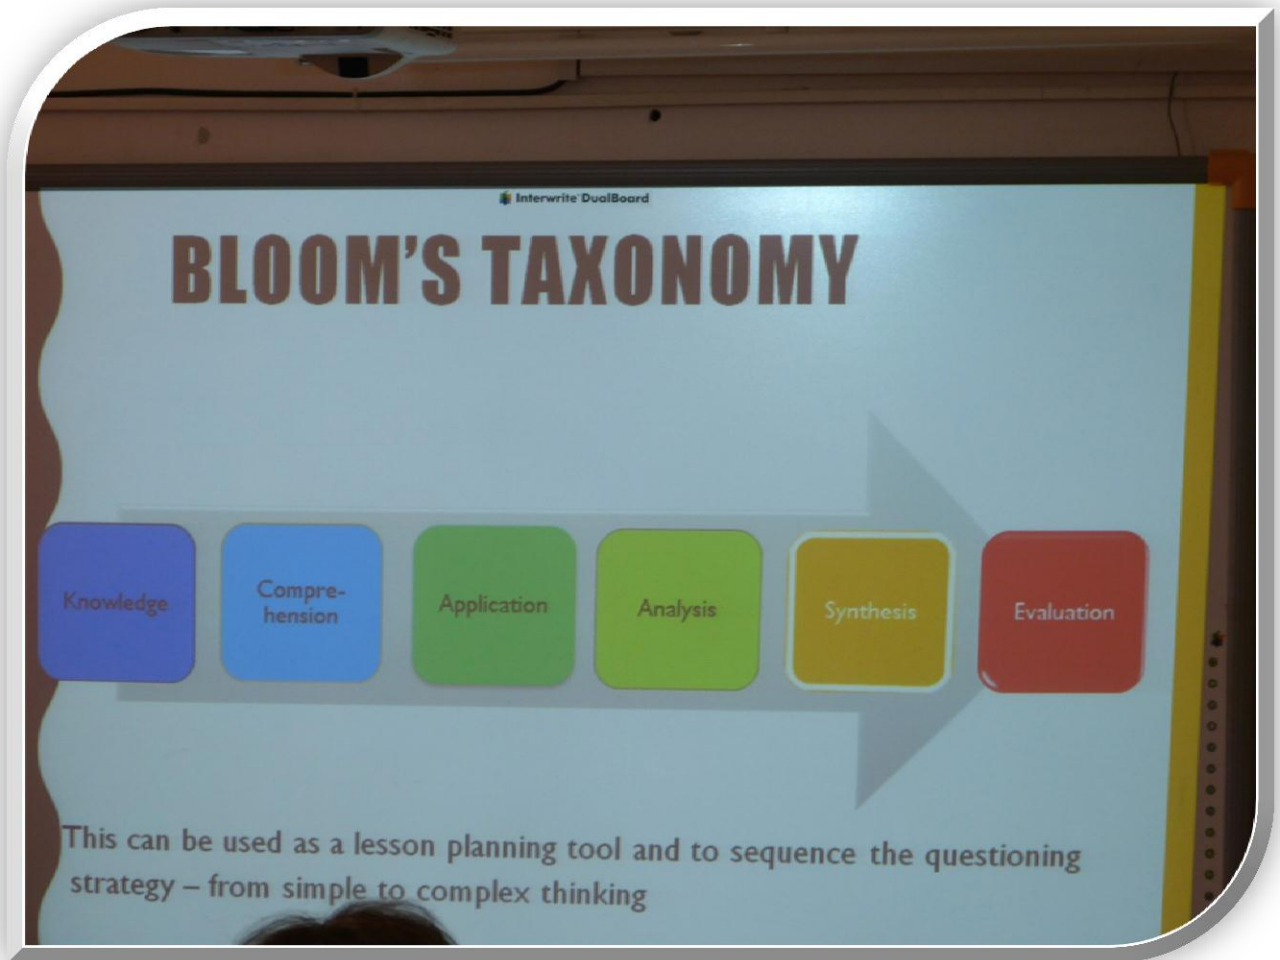 Interwrite DualBoard
BLOOM'S TAXONOMY
Knowledge
Compre-
hension
Application
Analysis
Synthesis
Evaluation
This can be used as a lesson planning tool and to sequence the questioning
strategy – from simple to complex thinking